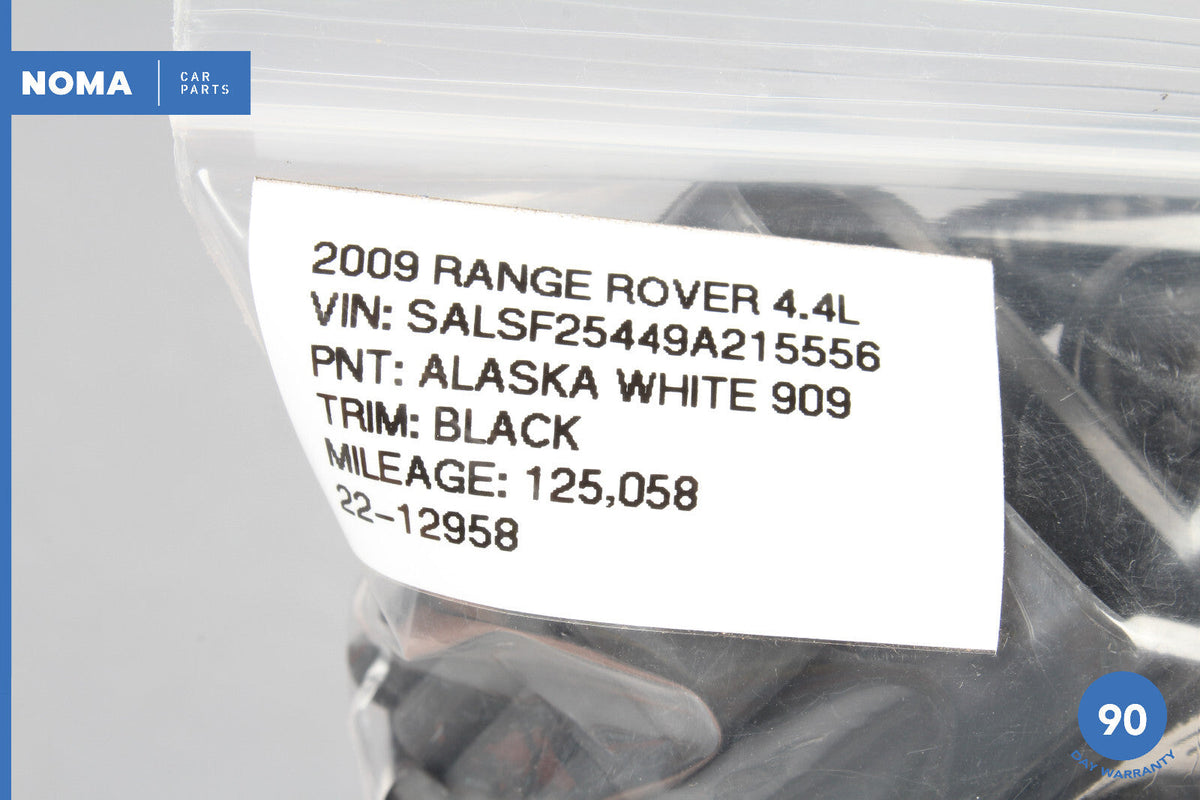 NOMA
CAR
PARTS
2009 RANGE ROVER 4.4L
VIN: SALSF25449A215556
PNT: ALASKA WHITE 909
TRIM: BLACK
MILEAGE: 125,058
22-12958
90
DAY WARRANTY